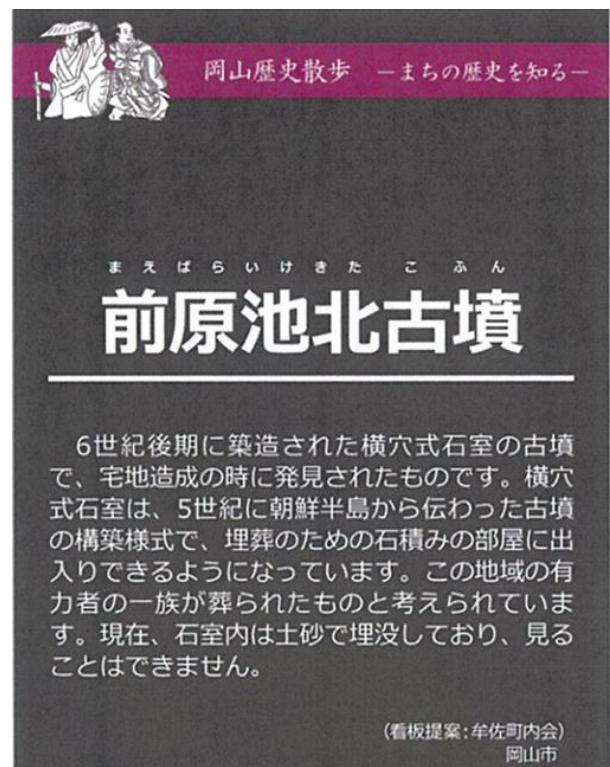 岡山歴史散歩 －まちの歴史を知る－
まえばらいけきた こふん
前原池北古墳
6世紀後期に築造された横穴式石室の古墳
で、宅地造成の時に発見されたものです。横穴
式石室は、5世紀に朝鮮半島から伝わった古墳
の構築様式で、埋葬のための石積みの部屋に出
入りできるようになっています。この地域の有
力者の一族が葬られたものと考えられていま
す。現在、石室内は土砂で埋没しており、見る
ことはできません。
(看板提案:牟佐町内会)
岡山市